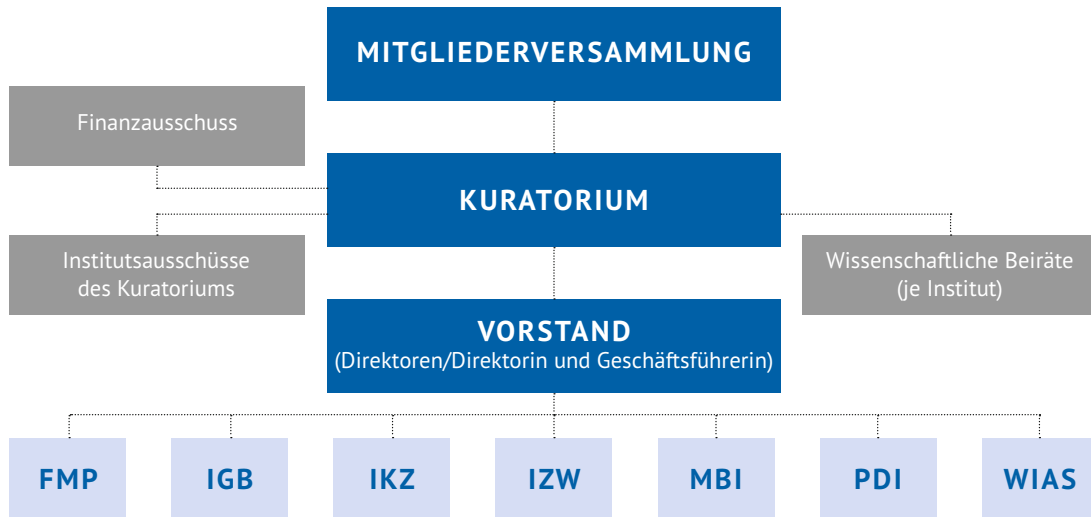 MITGLIEDERVERSAMMLUNG
Finanzausschuss
KURATORIUM
Institutsausschüsse
des Kuratoriums
Wissenschaftliche Beiräte
(je Institut)
VORSTAND
(Direktoren/Direktorin und Geschäftsführerin)
FMP
IGB
IKZ
IZW
MBI
PDI
WIAS